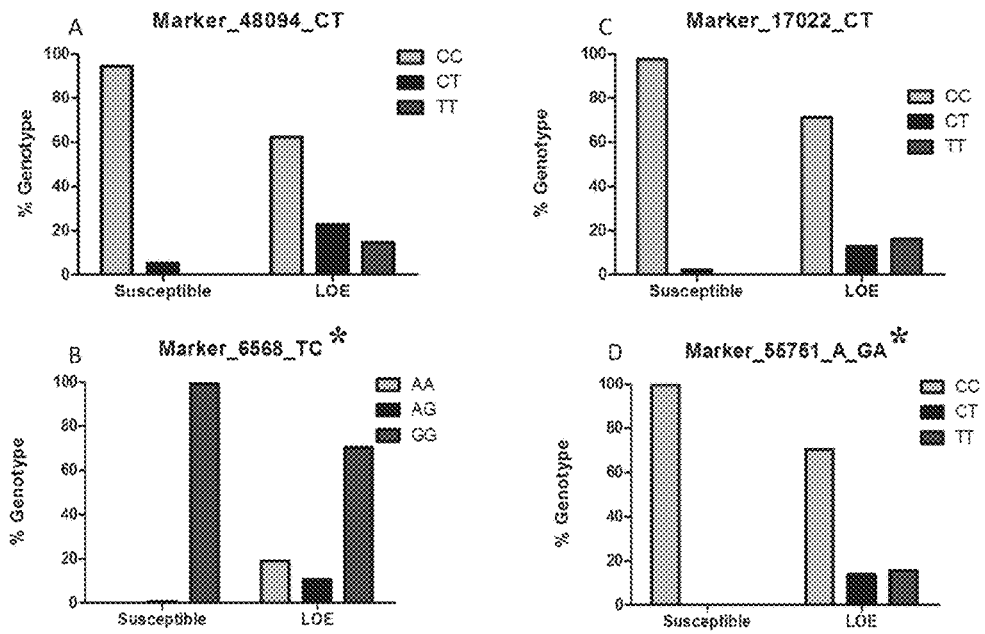 A
Marker_48094_CT
% Genotype
100
80
60
40
20
0
Susceptible
LOE
CC
CT
TT
C
Marker_17022_CT
% Genotype
100
80
60
40
20
0
Susceptible
LOE
CC
CT
TT
B
Marker_6568_TC *
% Genotype
100
80
60
40
20
0
Susceptible
LOE
AA
AG
GG
D
Marker_55751_A_GA *
% Genotype
100
80
60
40
20
0
Susceptible
LOE
CC
CT
TT